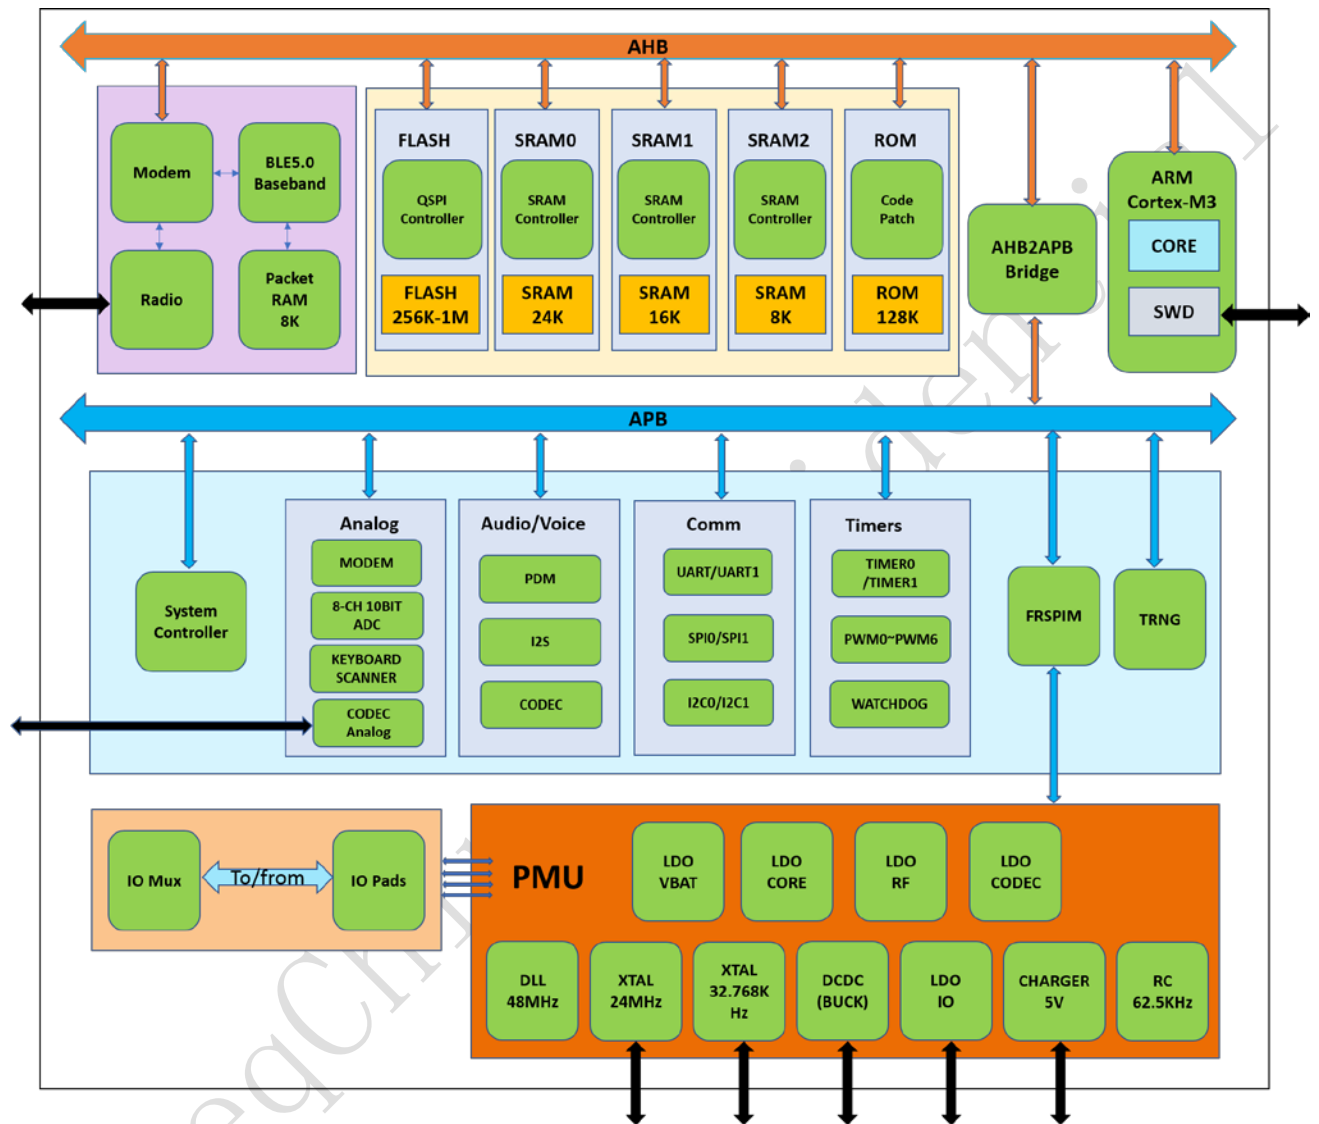 AHB
Modem
BLE5.0
Baseband
Radio
Packet
RAM
8K
FLASH
QSPI
Controller
FLASH
256K-1M
SRAM0
SRAM
Controller
SRAM
24K
SRAM1
SRAM
Controller
SRAM
16K
SRAM2
SRAM
Controller
SRAM
8K
ROM
Code
Patch
ROM
128K
AHB2APB
Bridge
ARM
Cortex-M3
CORE
SWD
APB
System
Controller
Analog
MODEM
8-CH 10BIT
ADC
KEYBOARD
SCANNER
CODEC
Analog
Audio/Voice
PDM
I2S
CODEC
Comm
UART/UART1
SPI0/SPI1
I2C0/I2C1
Timers
TIMER0
/TIMER1
PWM0~PWM6
WATCHDOG
FRSPIM
TRNG
IO Mux
To/from
IO Pads
PMU
LDO
VBAT
LDO
CORE
LDO
RF
LDO
CODEC
DLL
48MHz
XTAL
24MHz
XTAL
32.768K
Hz
DCDC
(BUCK)
LDO
IO
CHARGER
5V
RC
62.5KHz